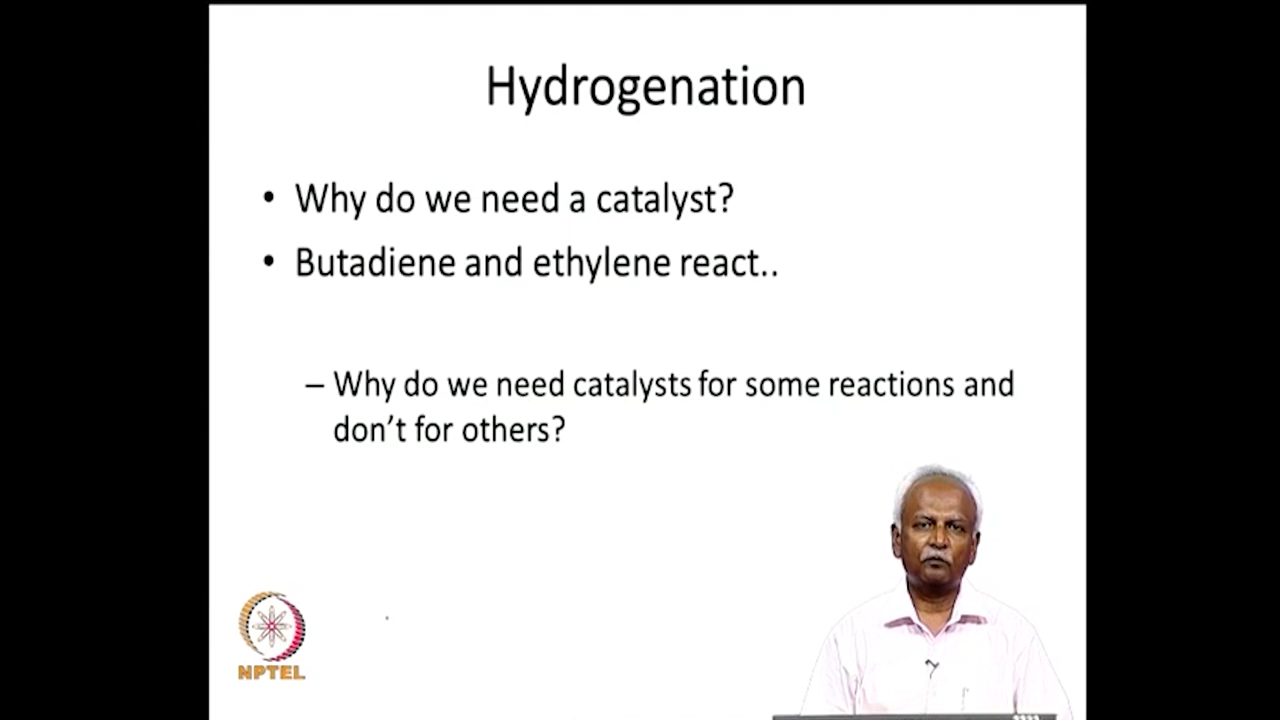 Hydrogenation
• Why do we need a catalyst?
• Butadiene and ethylene react..
– Why do we need catalysts for some reactions and
don't for others?
NPTEL